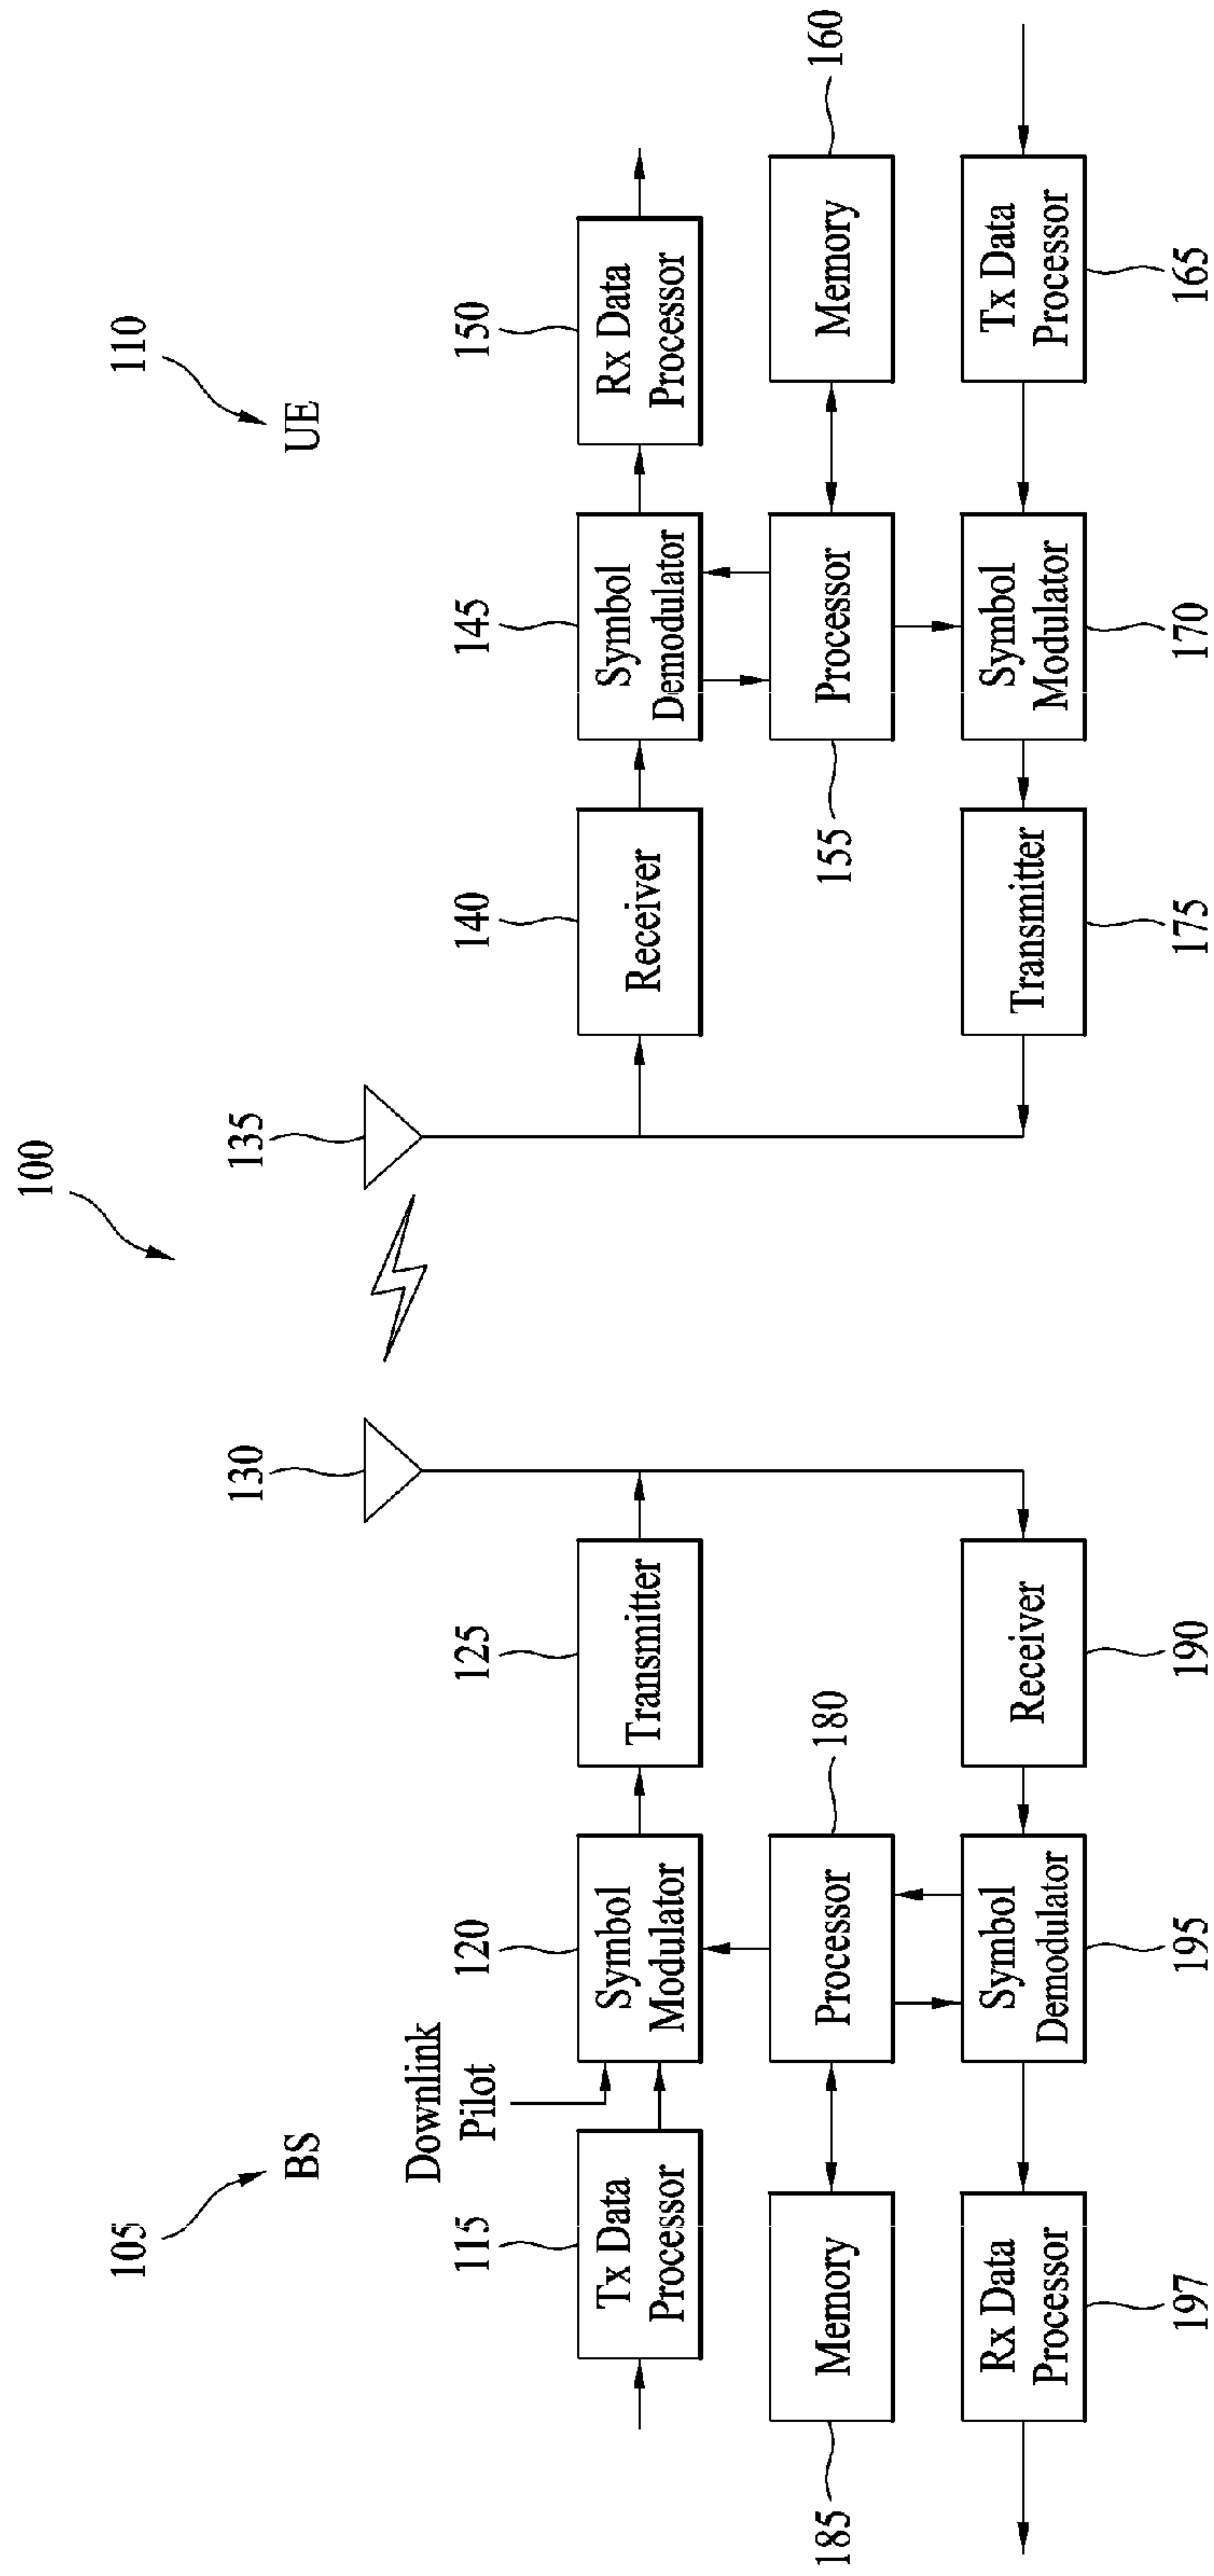 100
105
BS
110
UE
130
135
Downlink
Pilot
115
120
125
140
145
150
Tx Data
Processor
Symbol
Modulator
Transmitter
Receiver
Symbol
Demodulator
Rx Data
Processor
180
160
Memory
Processor
Processor
Memory
185
155
Rx Data
Processor
Symbol
Demodulator
Receiver
Transmitter
Symbol
Modulator
Tx Data
Processor
197
195
190
175
170
165